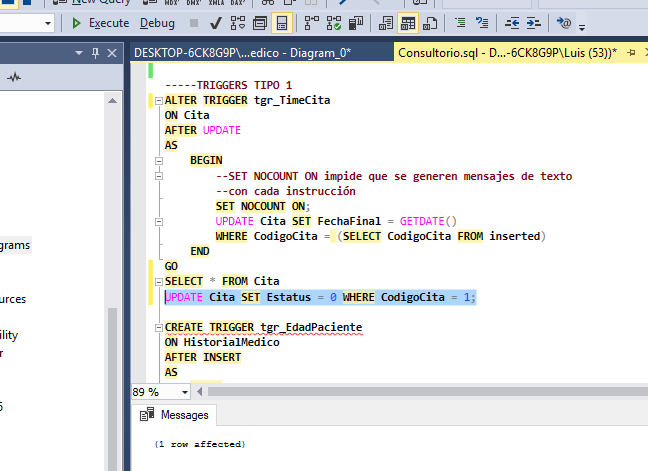 New Query
MDX DMX XMLA DAX
Execute Debug
DESKTOP-6CK8G9P\...edico - Diagram_0*
Consultorio.sql - D...-6CK8G9P\Luis (53))*
-----TRIGGERS TIPO 1
ALTER TRIGGER tgr_TimeCita
ON Cita
AFTER UPDATE
AS
BEGIN
--SET NOCOUNT ON impide que se generen mensajes de texto
--con cada instrucción
SET NOCOUNT ON;
UPDATE Cita SET FechaFinal = GETDATE()
WHERE CodigoCita = (SELECT CodigoCita FROM inserted)
END
GO
SELECT * FROM Cita
UPDATE Cita SET Estatus = 0 WHERE CodigoCita = 1;
CREATE TRIGGER tgr_EdadPaciente
ON HistorialMedico
AFTER INSERT
AS
grams
urces
ility
r
89 %
Messages
(1 row affected)